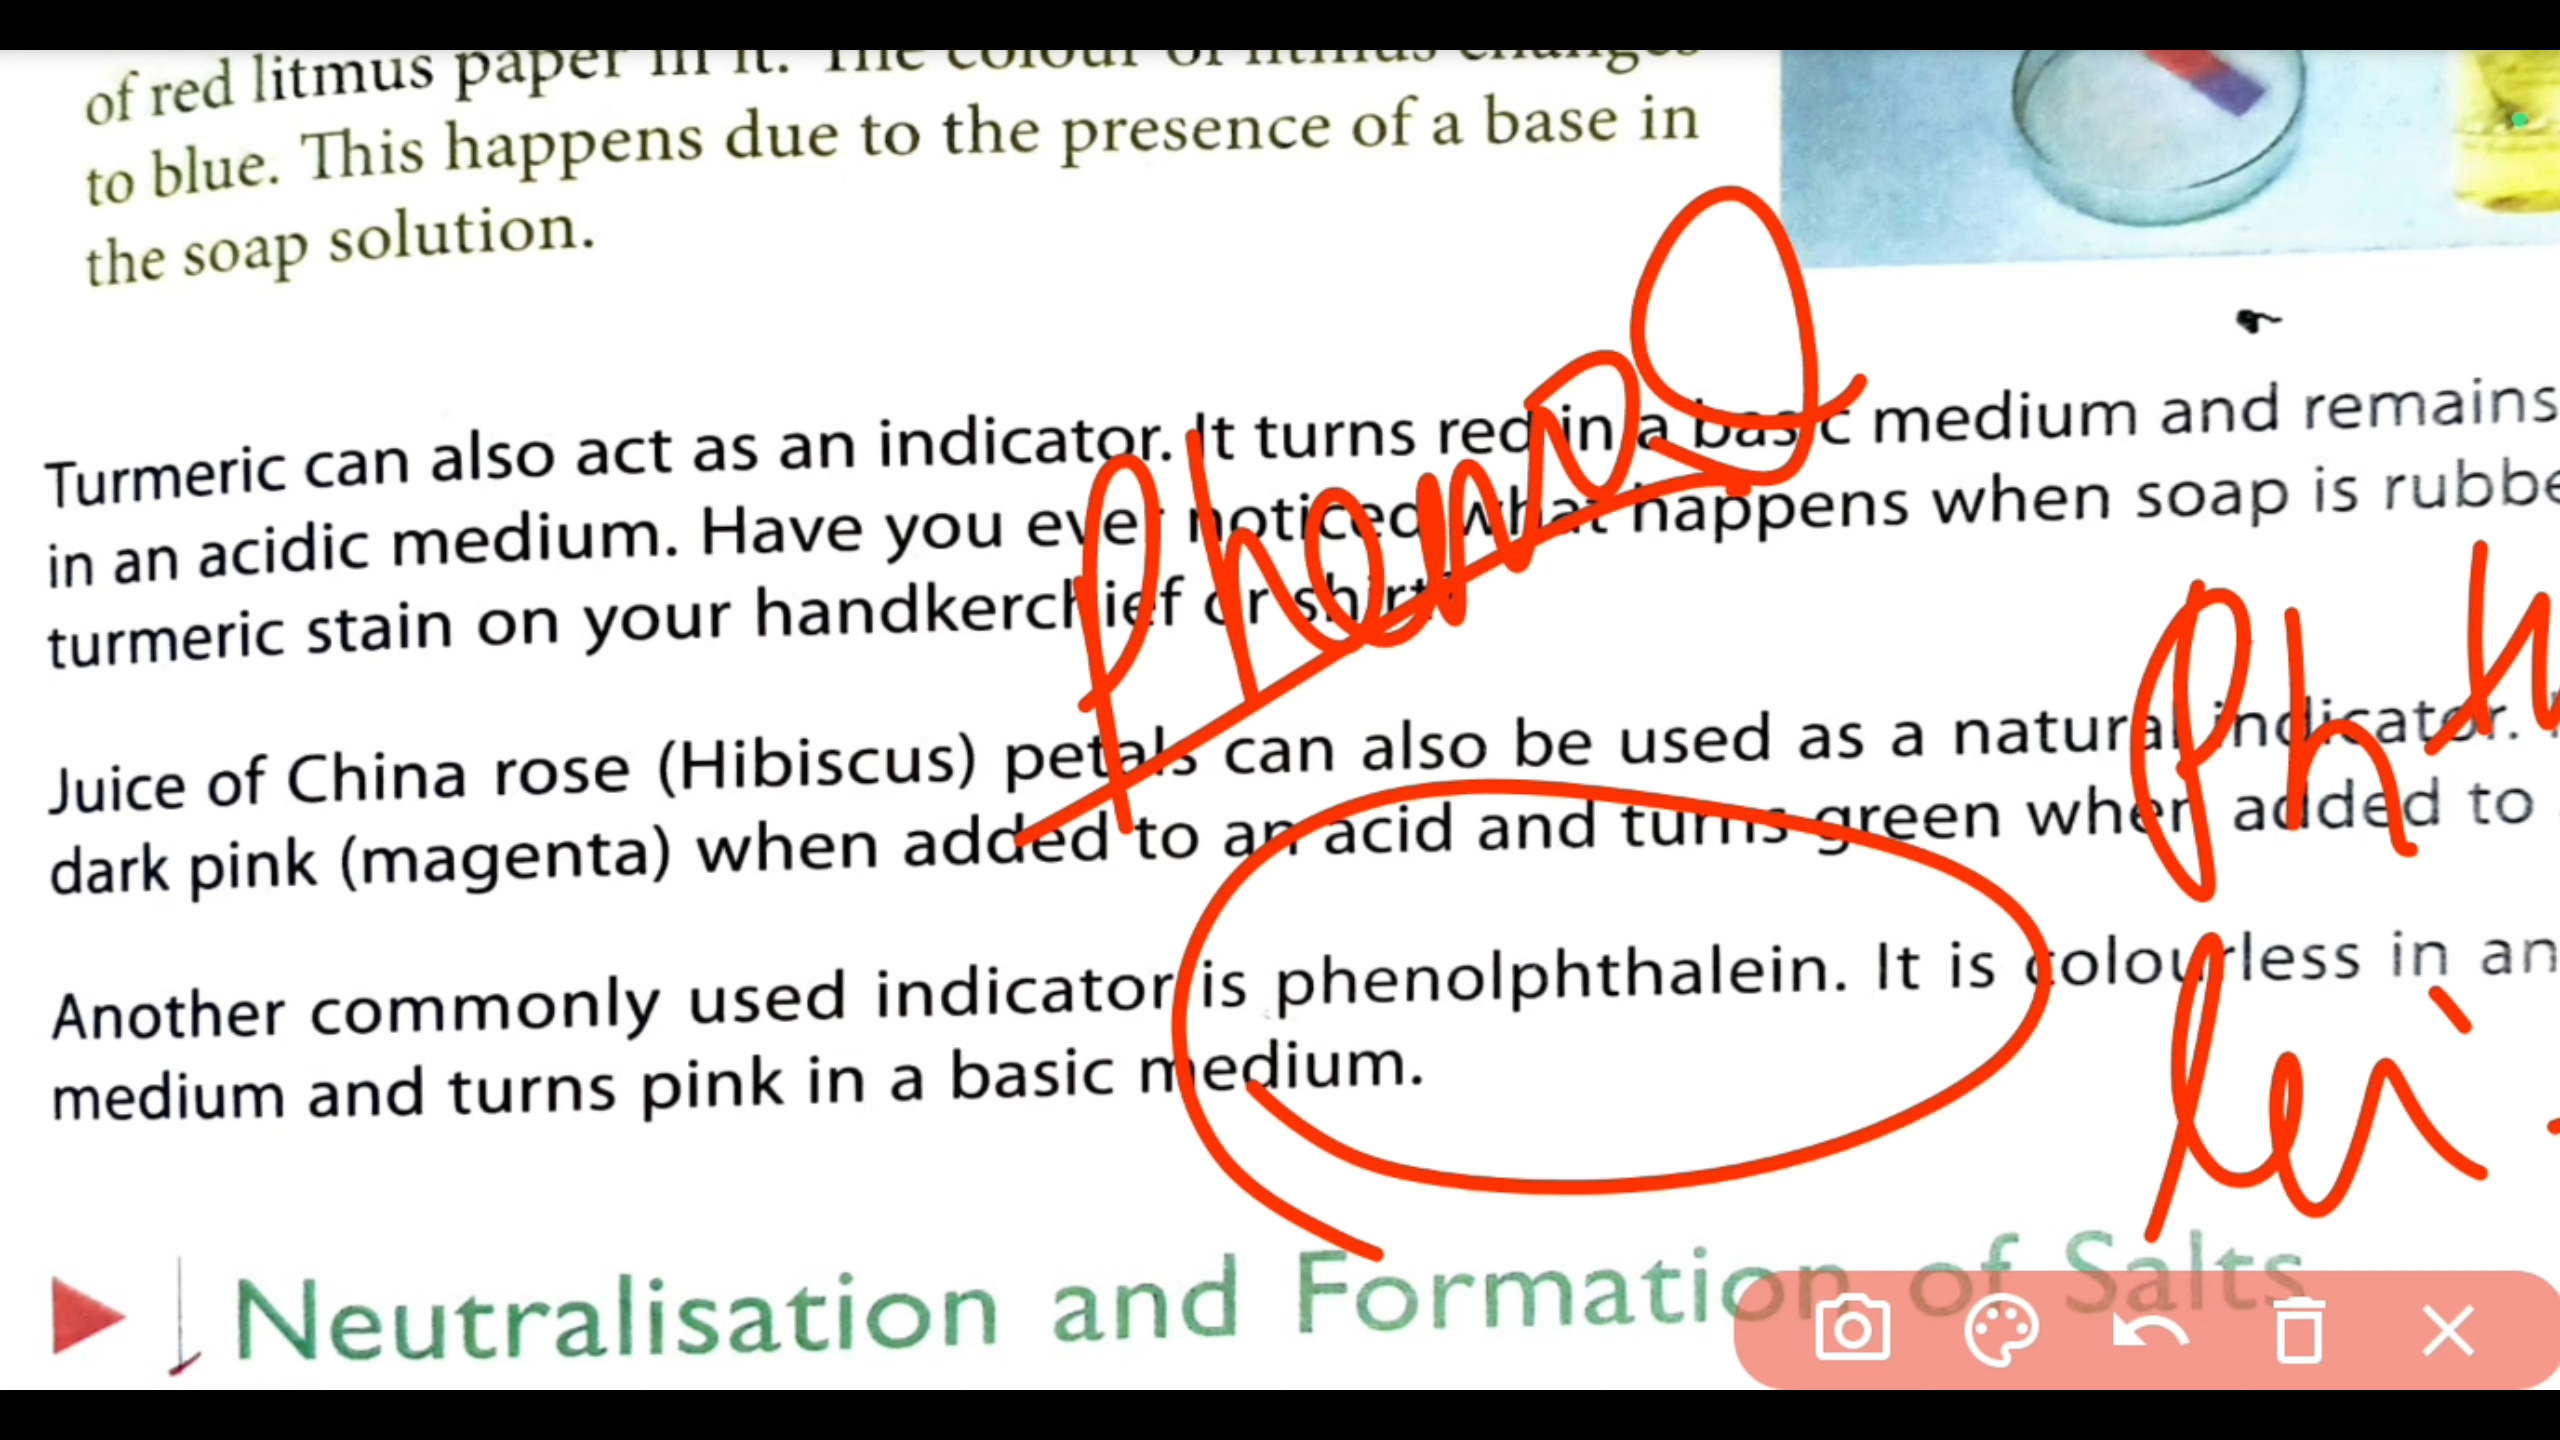 of red litmus paper in it. The colour of litmus changes
to blue. This happens due to the presence of a base in
the soap solution.
Turmeric can also act as an indicator. It turns red in a basic medium and remains
in an acidic medium. Have you ever noticed what happens when soap is
turmeric stain on your handkerchief or shirt?
Juice of China rose (Hibiscus) petals can also be used as a natural indicator.
dark pink (magenta) when added to an acid and turns green when added to
Another commonly used indicator is phenolphthalein. It is colourless in an
medium and turns pink in a basic medium.
Phenol
Phth
lei
Neutralisation and Formation of Salts